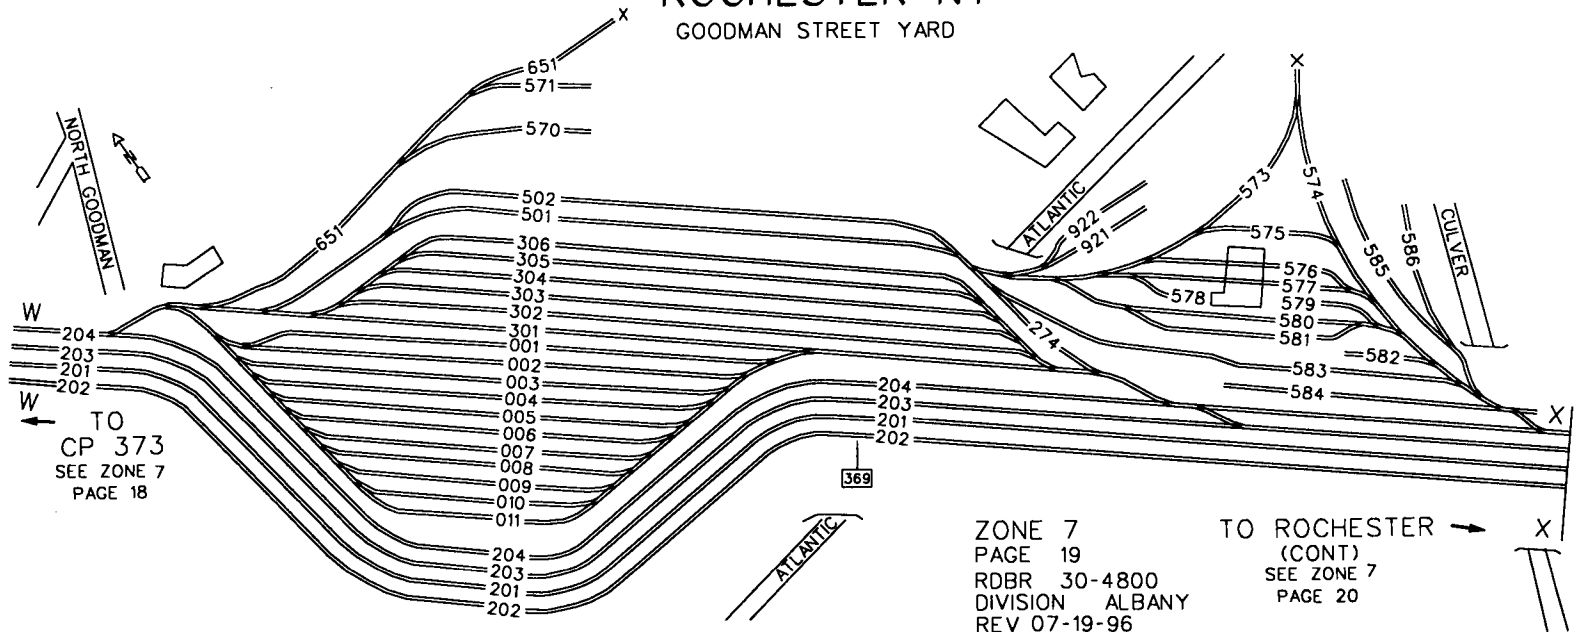 ROCHESTER NY
GOODMAN STREET YARD
X
651
571
570
NORTH GOODMAN
N
651
502
501
306
305
304
303
302
301
001
002
003
004
005
006
007
008
009
010
011
204
203
201
202
W
204
203
201
202
W
TO
CP 373
SEE ZONE 7
PAGE 18
ATLANTIC
922
921
274
X
573
574
575
576
577
578
579
580
581
582
583
584
585
586
CULVER
204
203
201
202
369
ATLANTIC
X
ZONE 7
PAGE 19
RDBR 30-4800
DIVISION ALBANY
REV 07-19-96
TO ROCHESTER
(CONT)
SEE ZONE 7
PAGE 20
X